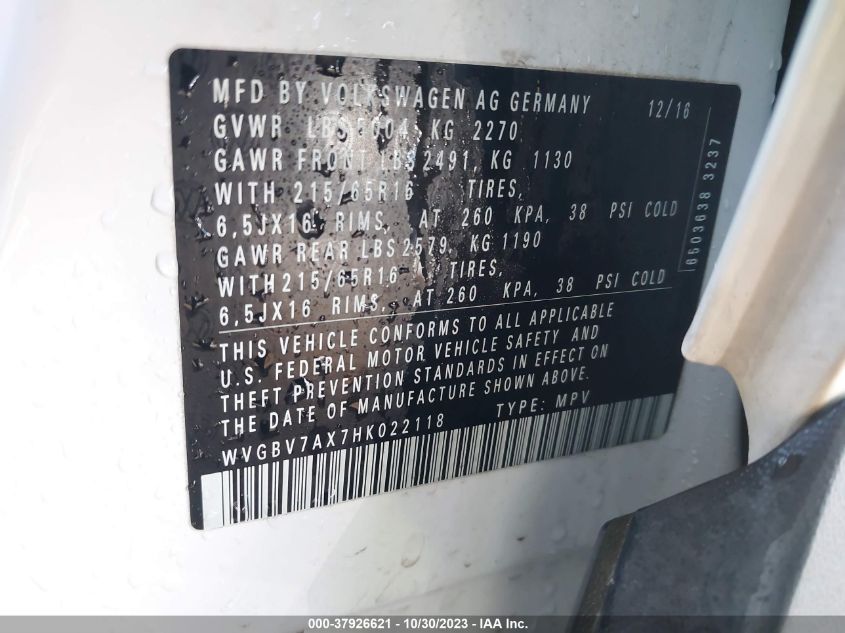 MFD BY VOLKSWAGEN AG GERMANY 12/16
GVWR LBS5004, KG 2270
GAWR FRONT LBS2491, KG 1130
WITH 215/65R16 TIRES,
6,5JX16 RIMS, AT 260 KPA, 38 PSI COLD
GAWR REAR LBS2579, KG 1190
WITH215/65R16 TIRES,
6,5JX16 RIMS, AT 260 KPA, 38 PSI COLD
THIS VEHICLE CONFORMS TO ALL APPLICABLE
U.S. FEDERAL MOTOR VEHICLE SAFETY AND
THEFT PREVENTION STANDARDS IN EFFECT ON
THE DATE OF MANUFACTURE SHOWN ABOVE.
WVGBV7AX7HK022118 TYPE: MPV
6503638 3237
000-37926621 - 10/30/2023 - IAA Inc.